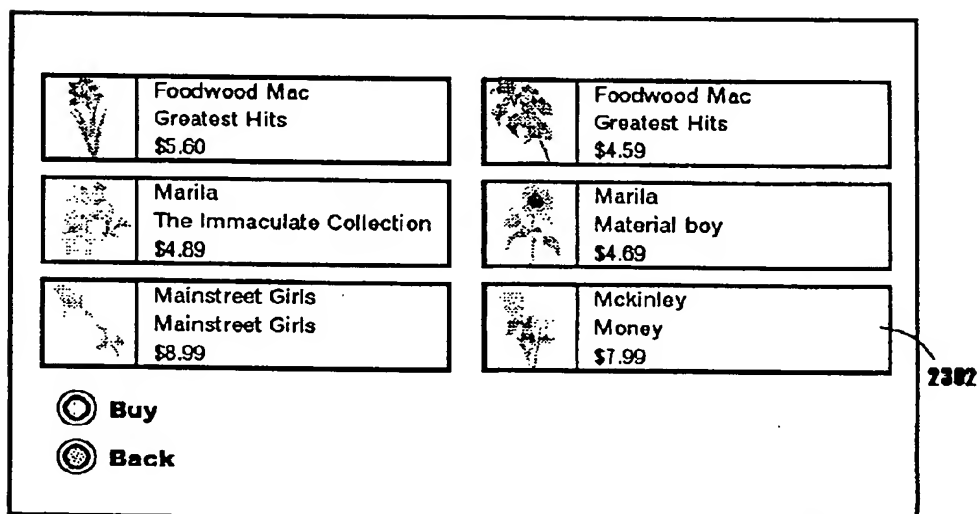 Foodwood Mac
Greatest Hits
$5.60
Foodwood Mac
Greatest Hits
$4.59
Marila
The Immaculate Collection
$4.89
Marila
Material boy
$4.69
Mainstreet Girls
Mainstreet Girls
$8.99
Mckinley
Money
$7.99
2302
Buy
Back